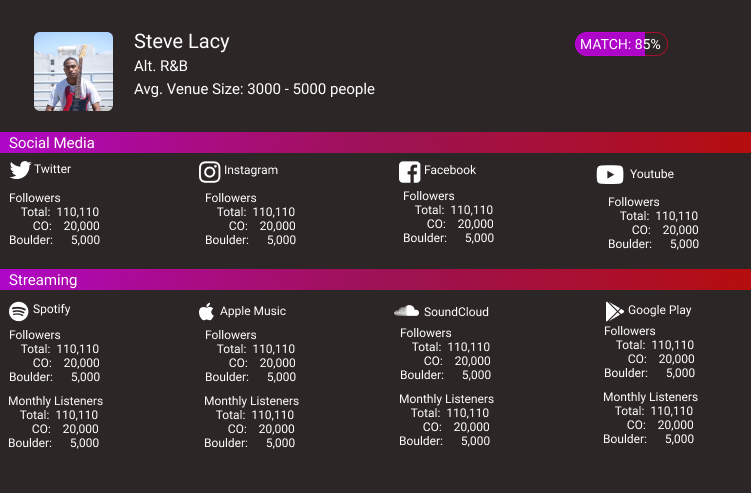 Steve Lacy
MATCH: 85%
Alt. R&B
Avg. Venue Size: 3000 - 5000 people
Social Media
Twitter
Followers
Total: 110,110
CO: 20,000
Boulder: 5,000
Instagram
Followers
Total: 110,110
CO: 20,000
Boulder: 5,000
Facebook
Followers
Total: 110,110
CO: 20,000
Boulder: 5,000
Youtube
Followers
Total: 110,110
CO: 20,000
Boulder: 5,000
Streaming
Spotify
Followers
Total: 110,110
CO: 20,000
Boulder: 5,000
Monthly Listeners
Total: 110,110
CO: 20,000
Boulder: 5,000
Apple Music
Followers
Total: 110,110
CO: 20,000
Boulder: 5,000
Monthly Listeners
Total: 110,110
CO: 20,000
Boulder: 5,000
SoundCloud
Followers
Total: 110,110
CO: 20,000
Boulder: 5,000
Monthly Listeners
Total: 110,110
CO: 20,000
Boulder: 5,000
Google Play
Followers
Total: 110,110
CO: 20,000
Boulder: 5,000
Monthly Listeners
Total: 110,110
CO: 20,000
Boulder: 5,000